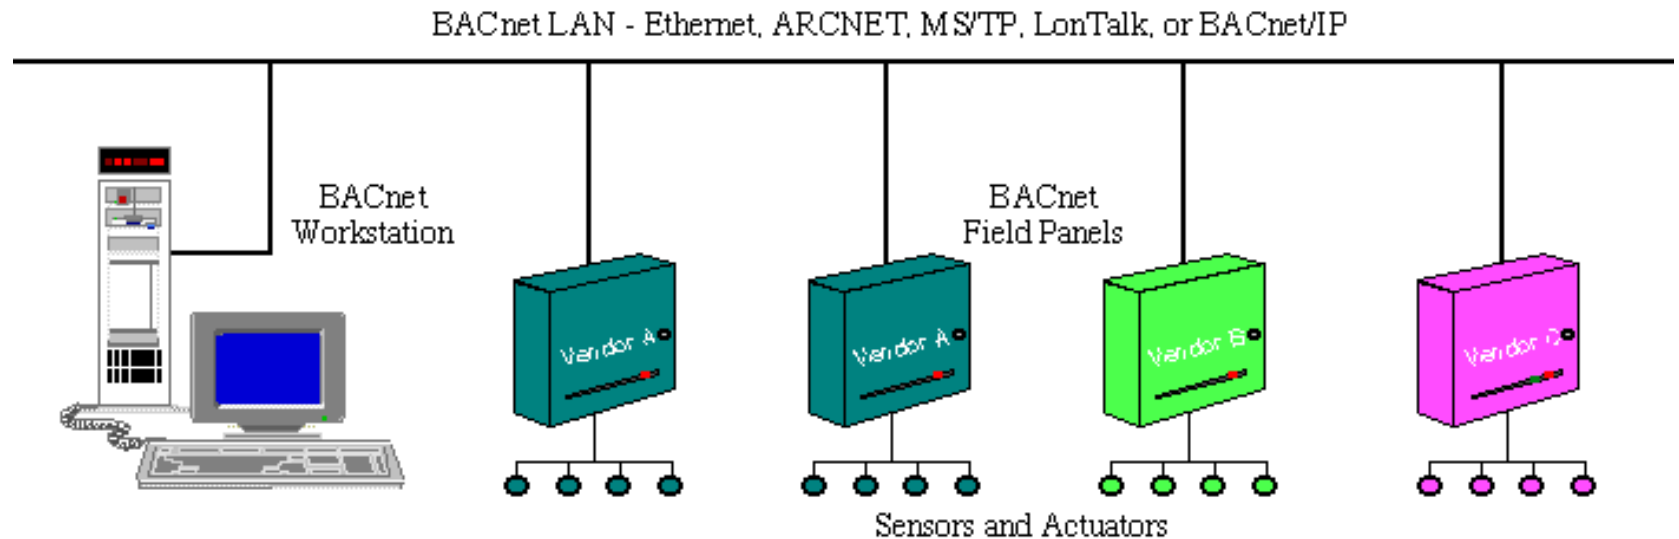 BACnet LAN - Ethernet, ARCNET, MS/TP, LonTalk, or BACnet/IP
BACnet
Workstation
BACnet
Field Panels
Vendor A
Vendor A
Vendor B
Vendor C
Sensors and Actuators